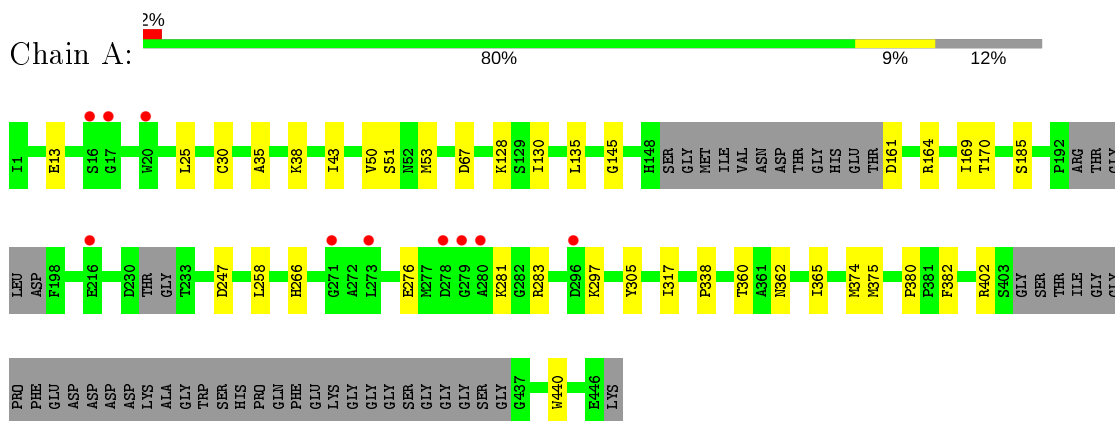 2%
Chain A:
80% 9% 12%
I1 E13 S16 G17 W20 L25 C30 A35 K38 I43 V50 S51 N52 M53 D67 K128 S129 I130 L135 G145 H148 SER GLY MET ILE VAL ASN ASP THR GLY HIS GLU THR D161 R164 I169 T170 S185 P192 ARG THR GLY
LEU ASP F198 E216 D230 THR GLY T233 D247 L258 H266 G271 A272 L273 E276 M277 D278 G279 A280 K281 G282 R283 D296 K297 Y305 I317 P338 T360 A361 N362 I365 M374 M375 P380 P381 F382 R402 S403 GLY SER THR ILE GLY GLY
PRO PHE GLU ASP ASP ASP ASP LYS ALA GLY TRP SER HIS PRO GLN PHE GLU LYS GLY GLY GLY SER GLY GLY GLY SER GLY G437 W440 E446 LYS